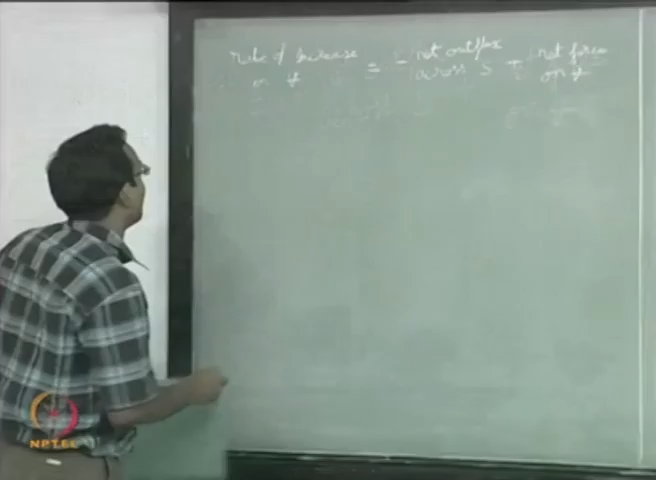 rate of increase = - net outflux + net force
in ⊬ across S on ⊬
NPTEL